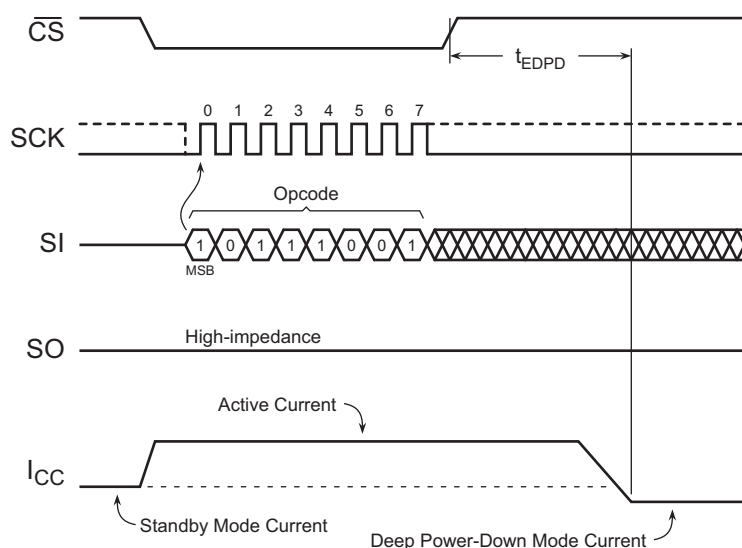 CS
tEDPD
0 1 2 3 4 5 6 7
SCK
Opcode
SI
1 0 1 1 1 0 0 1
MSB
High-impedance
SO
Active Current
ICC
Standby Mode Current
Deep Power-Down Mode Current